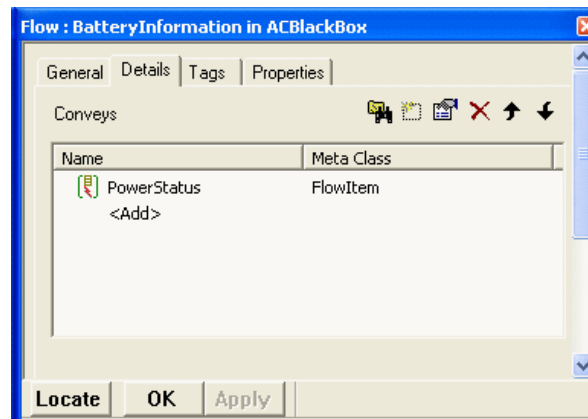 Flow : BatteryInformation in ACBlackBox
General Details Tags Properties
Conveys
Name Meta Class
PowerStatus FlowItem
<Add>
Locate OK Apply